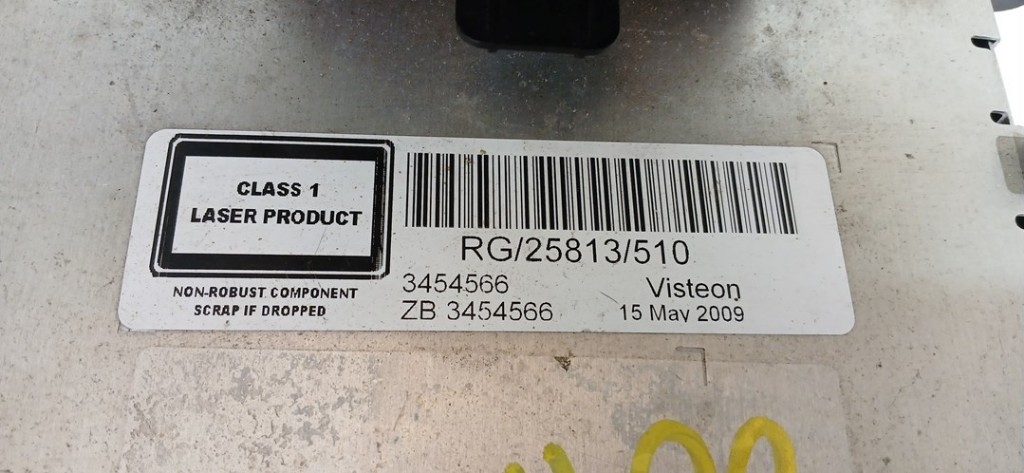 CLASS 1
LASER PRODUCT
NON-ROBUST COMPONENT
SCRAP IF DROPPED
RG/25813/510
3454566 Visteon
ZB 3454566 15 May 2009